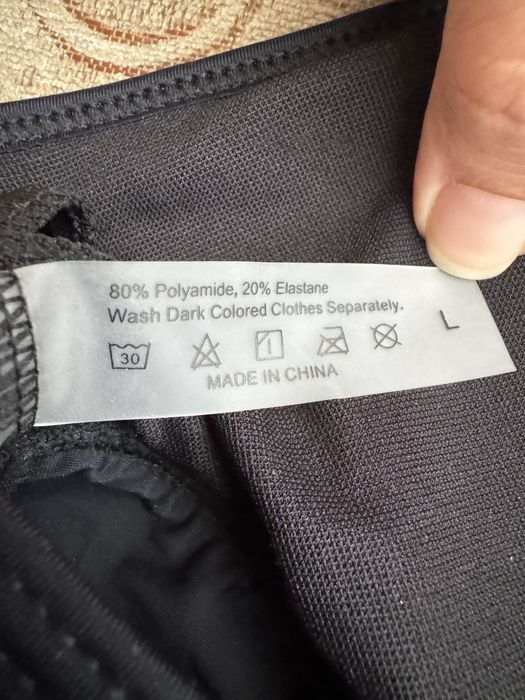 80% Polyamide, 20% Elastane
Wash Dark Colored Clothes Separately.
30
L
MADE IN CHINA